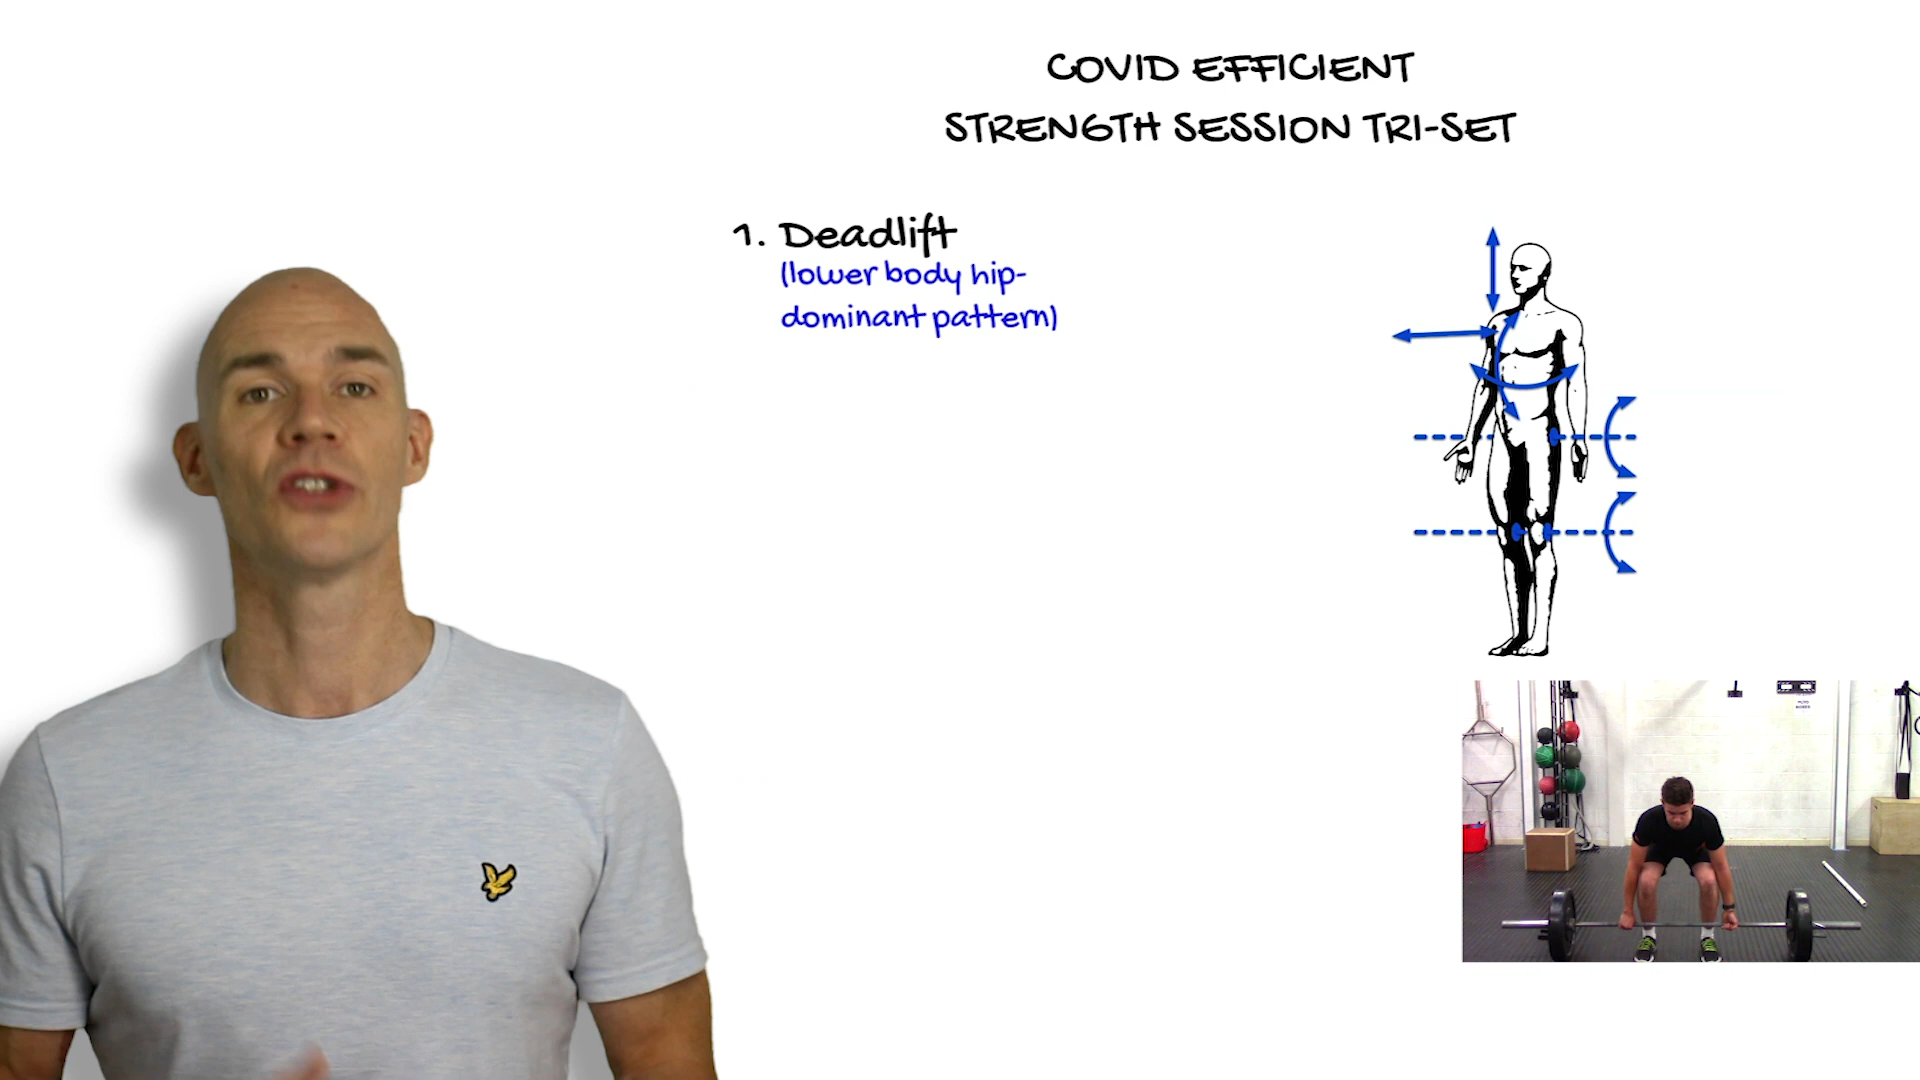 COVID EFFICIENT
STRENGTH SESSION TRI-SET
1. Deadlift
(lower body hip-
dominant pattern)